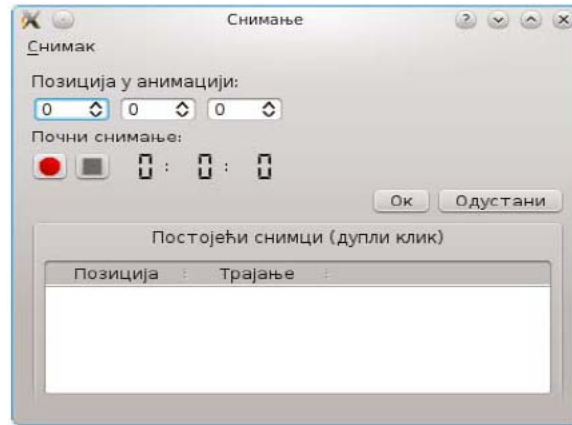 Снимање
Снимак
Позиција у анимацији:
0 0 0
Почни снимање:
0 : 0 : 0
Ок Одустани
Постојећи снимци (дупли клик)
Позиција Трајање